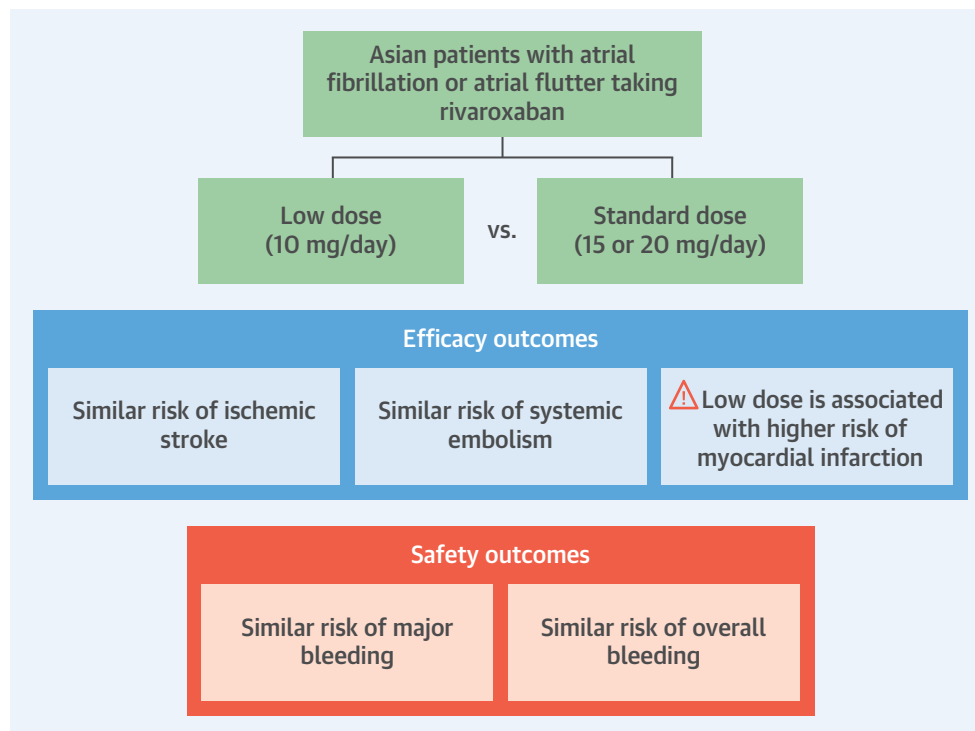 Asian patients with atrial
fibrillation or atrial flutter taking
rivaroxaban
Low dose
(10 mg/day)
vs.
Standard dose
(15 or 20 mg/day)
Efficacy outcomes
Similar risk of ischemic
stroke
Similar risk of systemic
embolism
Low dose is associated
with higher risk of
myocardial infarction
Safety outcomes
Similar risk of major
bleeding
Similar risk of overall
bleeding